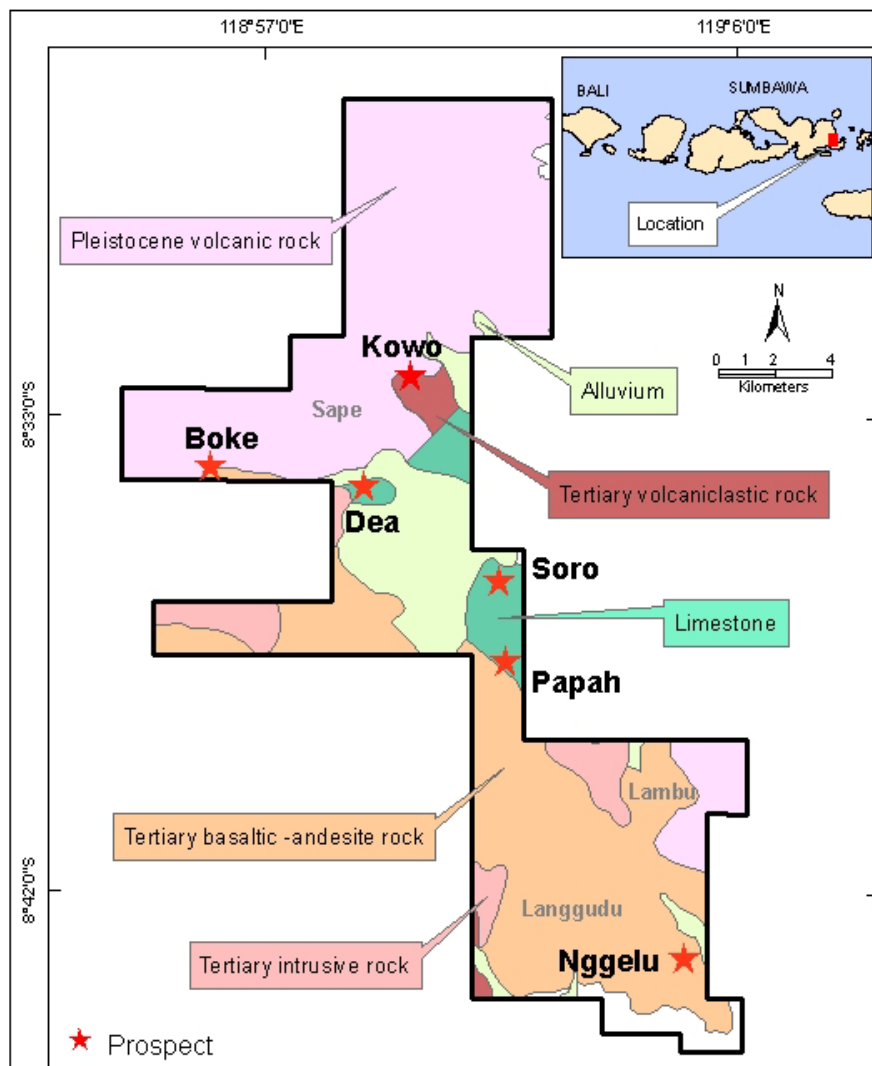 118°57'0"E
119°6'0"E
BALI
SUMBAWA
Location
Pleistocene volcanic rock
N
Kowo
0 1 2 4
Kilometers
Alluvium
8°33'0"S
Sape
Boke
Tertiary volcaniclastic rock
Dea
Soro
Limestone
Papah
Lambu
Tertiary basaltic -andesite rock
8°42'0"S
Langgudu
Nggelu
Tertiary intrusive rock
Prospect